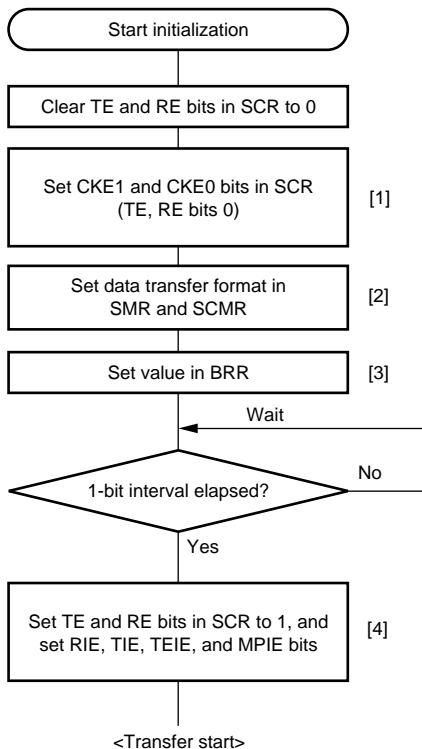 Start initialization
Clear TE and RE bits in SCR to 0
Set CKE1 and CKE0 bits in SCR
(TE, RE bits 0)
[1]
Set data transfer format in
SMR and SCMR
[2]
Set value in BRR
[3]
Wait
1-bit interval elapsed?
No
Yes
Set TE and RE bits in SCR to 1, and
set RIE, TIE, TEIE, and MPIE bits
[4]
<Transfer start>